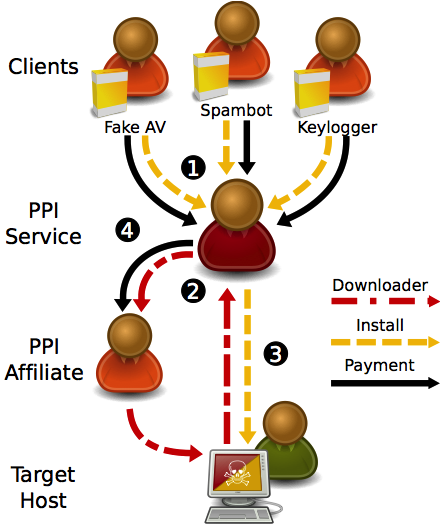 Clients
Fake AV
Spambot
Keylogger
1
PPI
Service
4
2
Downloader
Install
Payment
3
PPI
Affiliate
Target
Host